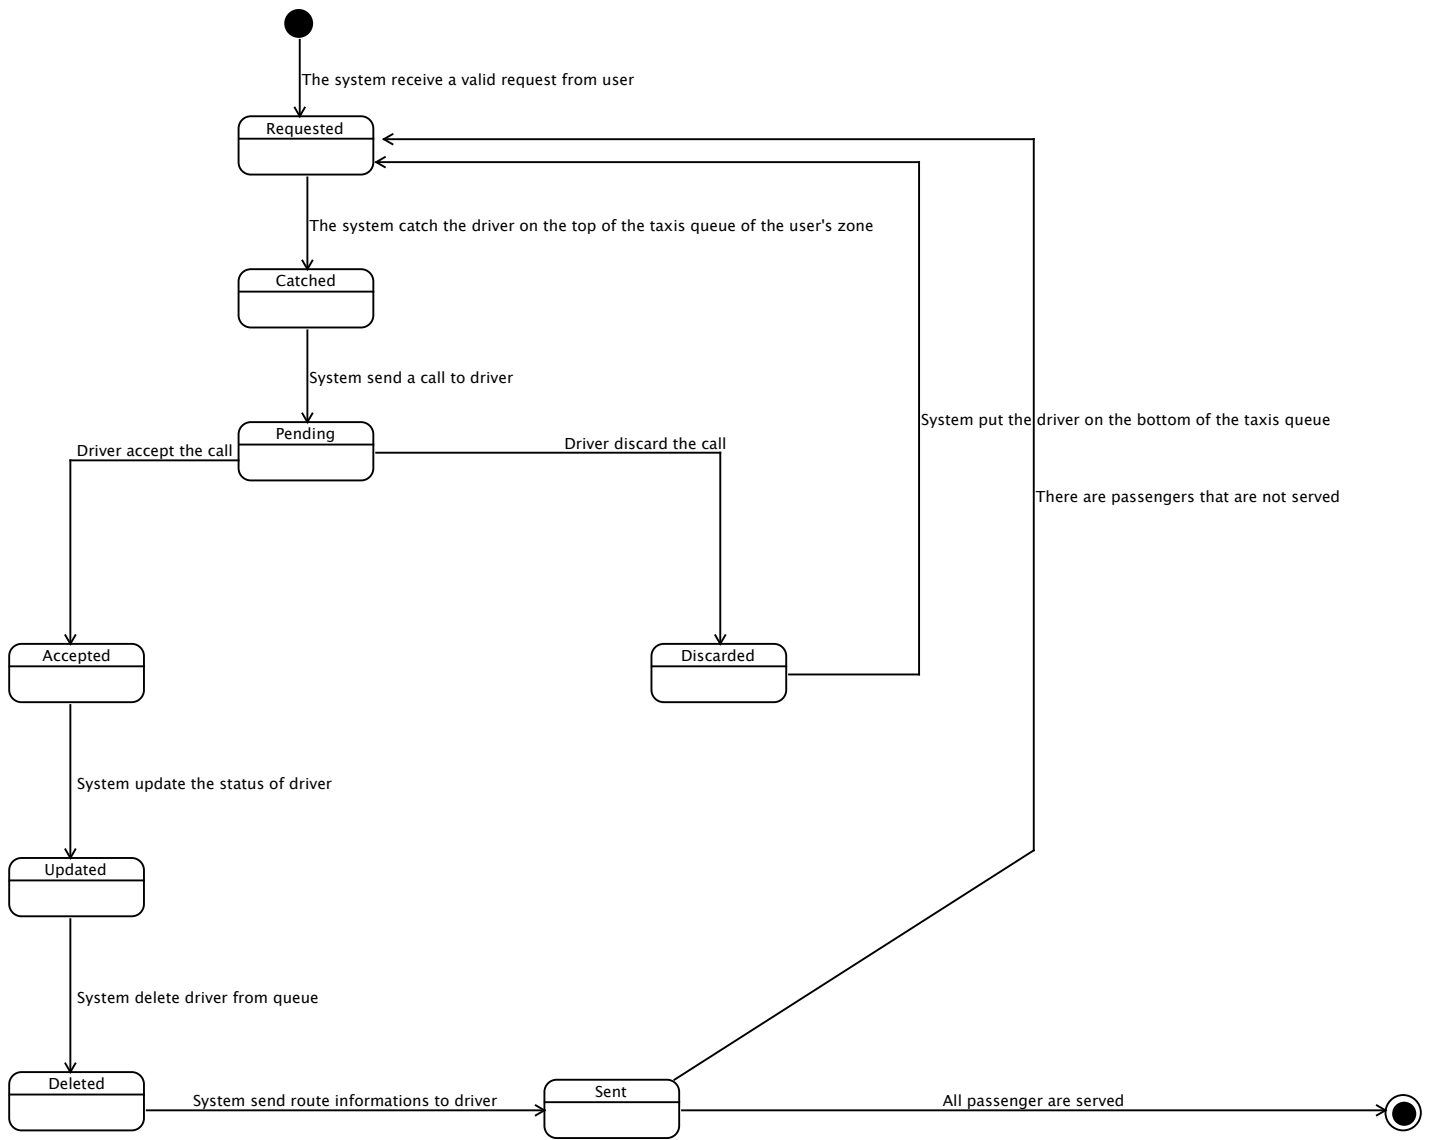 The system receive a valid request from user
Requested
The system catch the driver on the top of the taxis queue of the user's zone
Catched
System send a call to driver
System put the driver on the bottom of the taxis queue
Pending
Driver accept the call
Driver discard the call
There are passengers that are not served
Accepted
Discarded
System update the status of driver
Updated
System delete driver from queue
Deleted
System send route informations to driver
Sent
All passenger are served